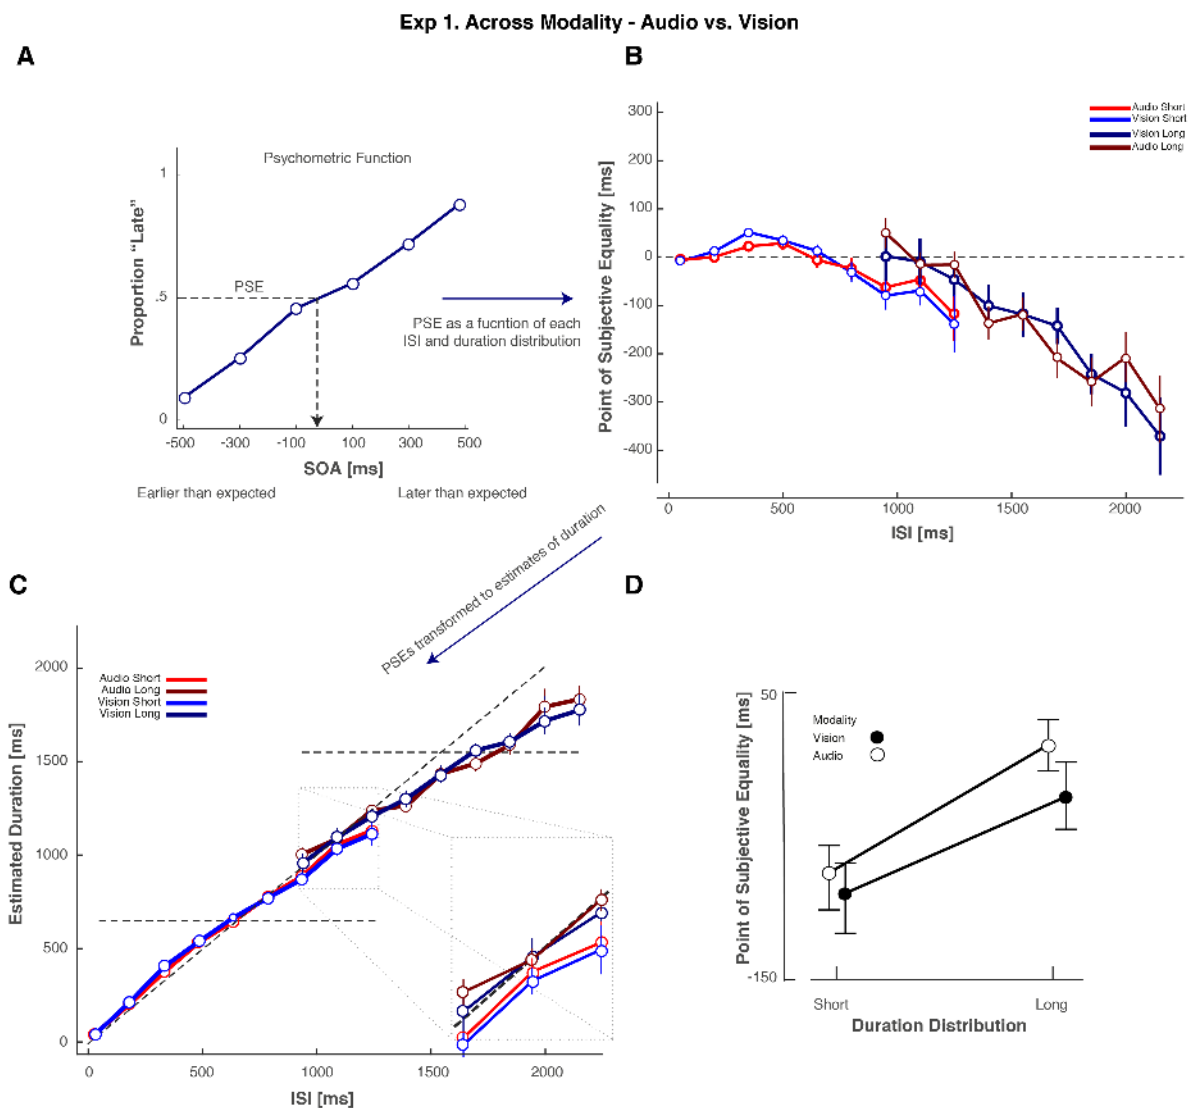 Exp 1. Across Modality - Audio vs. Vision
A
Psychometric Function
Proportion “Late”
1
.5
0
PSE
-500
-300
-100
100
300
500
SOA [ms]
Earlier than expected
Later than expected
PSE as a fucntion of each
ISI and duration distribution
B
Point of Subjective Equality [ms]
300
200
100
0
-100
-200
-300
-400
0
500
1000
1500
2000
ISI [ms]
Audio Short
Vision Short
Vision Long
Audio Long
PSEs transformed to estimates of duration
C
Estimated Duration [ms]
2000
1500
1000
500
0
Audio Short
Audio Long
Vision Short
Vision Long
0
500
1000
1500
2000
ISI [ms]
D
Point of Subjective Equality [ms]
50
-150
Modality
Vision
Audio
Short
Long
Duration Distribution